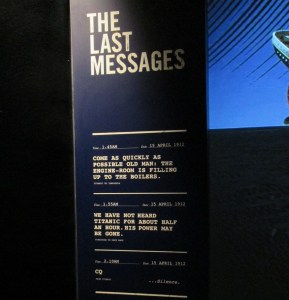 THE
LAST
MESSAGES
1.45AM 15 APRIL 1912
COME AS QUICKLY AS
POSSIBLE OLD MAN: THE
ENGINE-ROOM IS FILLING
UP TO THE BOILERS.
1.55AM 15 APRIL 1912
WE HAVE NOT HEARD
TITANIC FOR ABOUT HALF
AN HOUR. HIS POWER MAY
BE GONE.
15 APRIL 1912
CQ
...Silence.